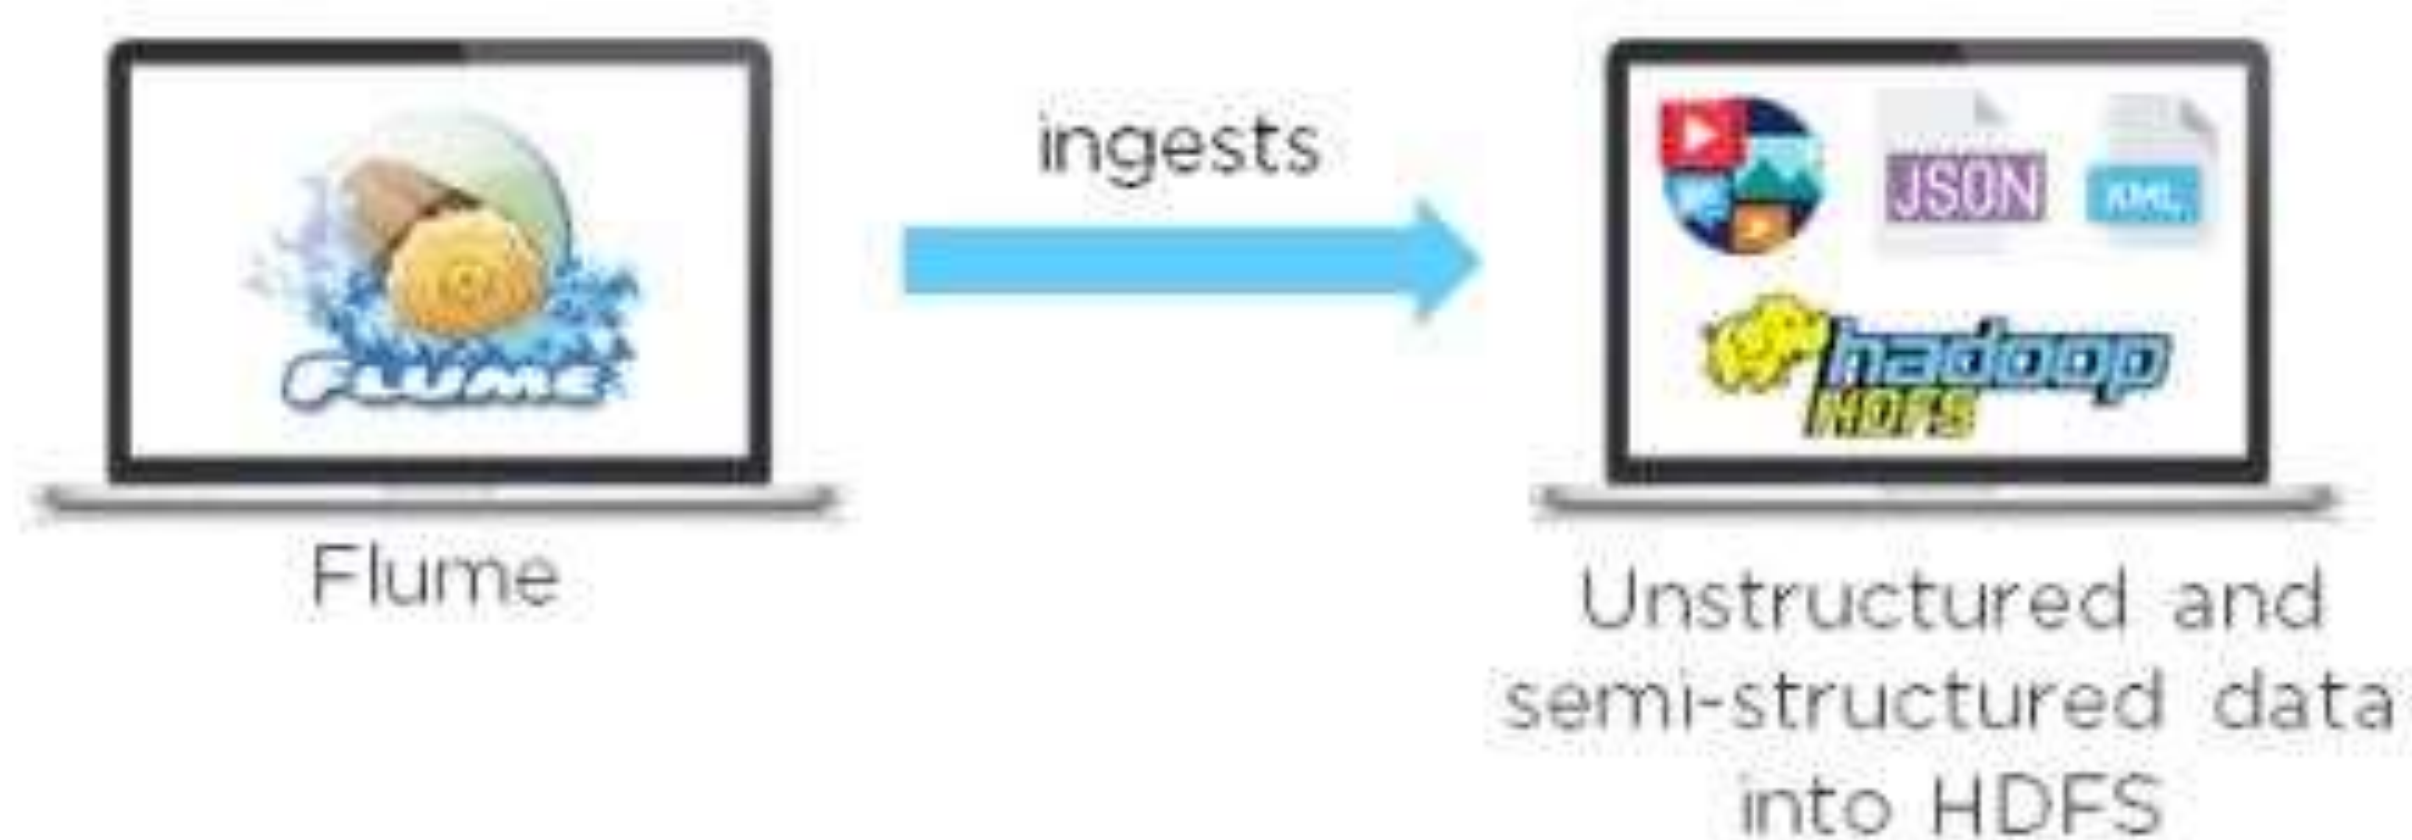 ingests
FLUME
JSON
XML
hadoop
HDFS
Flume
Unstructured and
semi-structured data
into HDFS